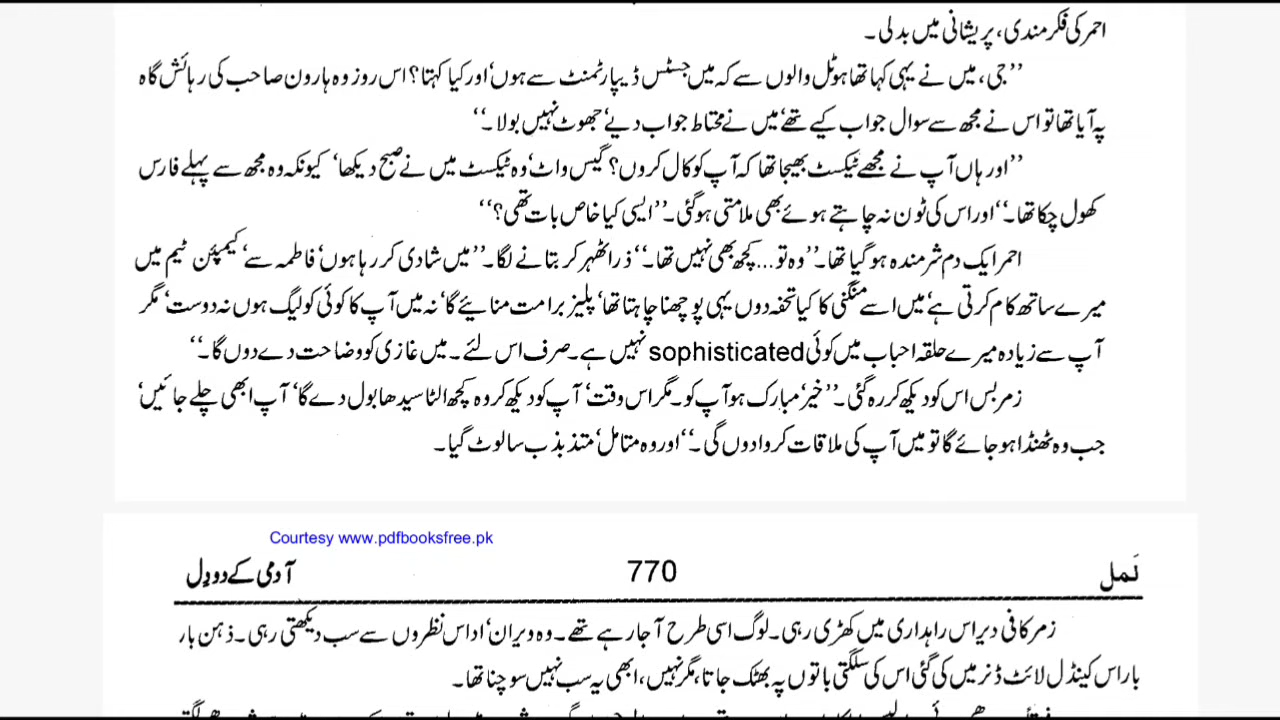 احمر کی فکرمندی، پریشانی میں بدلی۔
’’جی، میں نے یہی کہا تھا ہوٹل والوں سے کہ میں جسٹس ڈیپارٹمنٹ سے ہوں‘ اور کیا کہتا؟ اس روز وہ ہارون صاحب کی رہائش گاہ
پہ آیا تھا تو اس نے مجھ سے سوال جواب کیے تھے‘ میں نے محتاط جواب دیے‘ جھوٹ نہیں بولا۔‘‘
’’اور ہاں آپ نے مجھے ٹیکسٹ بھیجا تھا کہ آپ کو کال کروں؟ گیس واٹ‘ وہ ٹیکسٹ میں نے صبح دیکھا‘ کیونکہ وہ مجھ سے پہلے فارس
کھول چکا تھا۔‘‘ اور اس کی ٹون نہ چاہتے ہوئے بھی ملامتی ہو گئی۔ ’’ایسی کیا خاص بات تھی؟‘‘
احمر ایک دم شرمندہ ہو گیا تھا۔ ’’وہ تو... کچھ بھی نہیں تھا۔‘‘ ذرا ٹھہر کر بتانے لگا۔ ’’میں شادی کر رہا ہوں‘ فاطمہ سے‘ کیمپئن ٹیم میں
میرے ساتھ کام کرتی ہے‘ میں اسے منگنی کا کیا تحفہ دوں یہی پوچھنا چاہتا تھا‘ پلیز برا مت منائیے گا‘ نہ میں آپ کا کوئی کولیگ ہوں نہ دوست‘ مگر
آپ سے زیادہ میرے حلقہ احباب میں کوئی sophisticated نہیں ہے۔ صرف اس لئے۔ میں غازی کو وضاحت دے دوں گا۔‘‘
زمر بس اس کو دیکھ کر رہ گئی۔ ’’خیر‘ مبارک ہو آپ کو۔ مگر اس وقت‘ آپ کو دیکھ کر وہ کچھ الٹا سیدھا بول دے گا‘ آپ ابھی چلے جائیں‘
جب وہ ٹھنڈا ہو جائے گا تو میں آپ کی ملاقات کروا دوں گی۔‘‘ اور وہ متامل‘ متذبذب سا لوٹ گیا۔
Courtesy www.pdfbooksfree.pk
نَمل 770 آدمی کے دو دِل
زمر کافی دیر اس راہداری میں کھڑی رہی۔ لوگ اسی طرح آ جا رہے تھے۔ وہ ویران‘ اداس نظروں سے سب دیکھتی رہی۔ ذہن بار
بار اس کینڈل لائٹ ڈنر میں کی گئی اس کی سلگتی باتوں پہ بھٹک جاتا، مگر نہیں، ابھی یہ سب نہیں سوچنا تھا۔